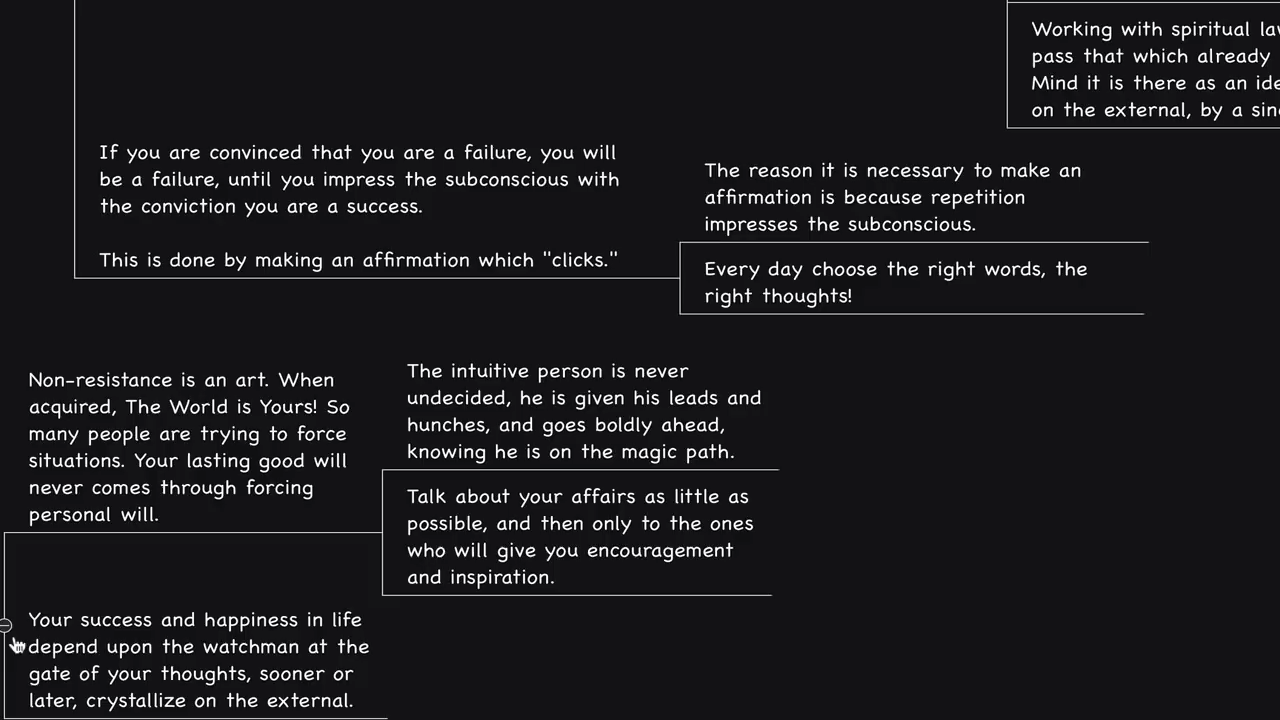 Working with spiritual
pass that which already
Mind it is there as an
on the external, by a
If you are convinced that you are a failure, you will
be a failure, until you impress the subconscious with
the conviction you are a success.
This is done by making an affirmation which "clicks."
The reason it is necessary to make an
affirmation is because repetition
impresses the subconscious.
Every day choose the right words, the
right thoughts!
Non-resistance is an art. When
acquired, The World is Yours! So
many people are trying to force
situations. Your lasting good will
never comes through forcing
personal will.
The intuitive person is never
undecided, he is given his leads and
hunches, and goes boldly ahead,
knowing he is on the magic path.
Talk about your affairs as little as
possible, and then only to the ones
who will give you encouragement
and inspiration.
Your success and happiness in life
depend upon the watchman at the
gate of your thoughts, sooner or
later, crystallize on the external.